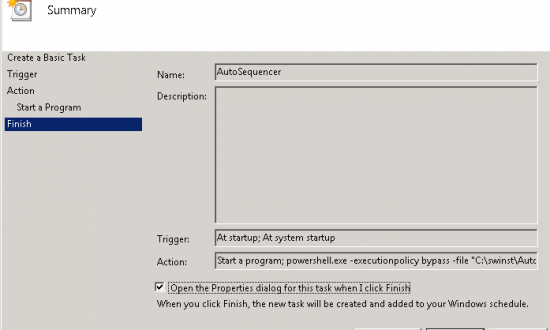 Summary
Create a Basic Task
Trigger
Action
Start a Program
Finish
Name: AutoSequencer
Description:
Trigger: At startup; At system startup
Action: Start a program; powershell.exe -executionpolicy bypass -file "C:\swinst\Auto
Open the Properties dialog for this task when I click Finish
When you click Finish, the new task will be created and added to your Windows schedule.